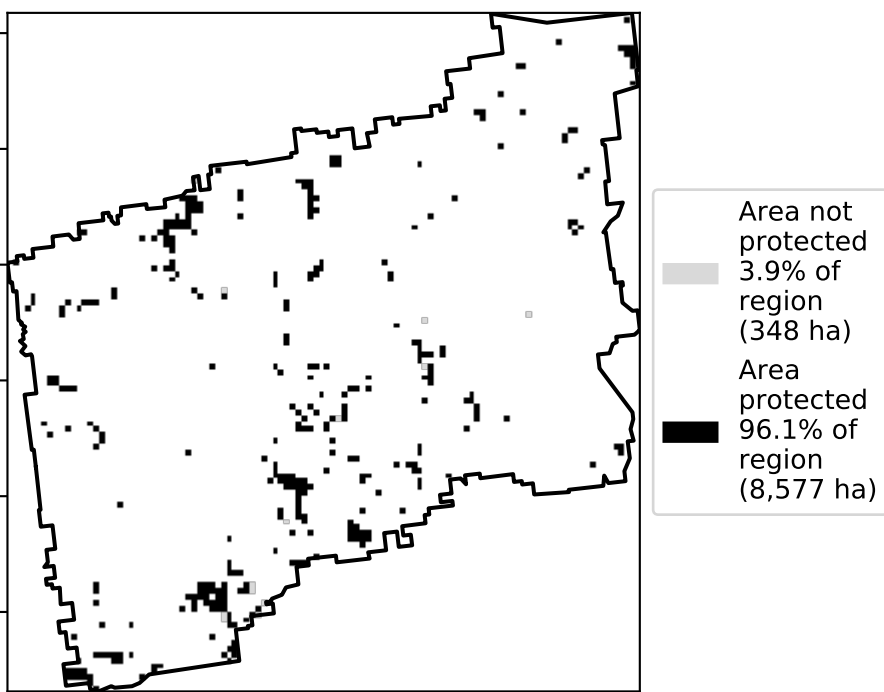 Area not
protected
3.9% of
region
(348 ha)
Area
protected
96.1% of
region
(8,577 ha)